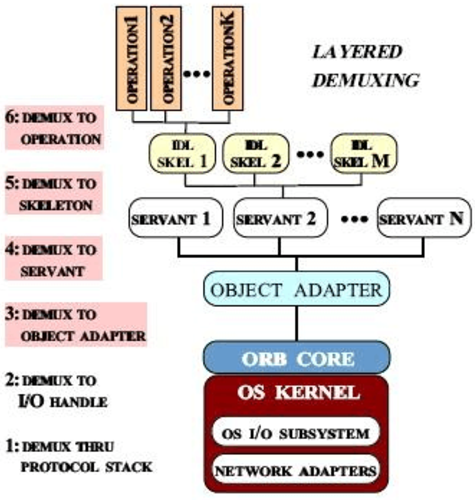 OPERATION1
OPERATION2
•••
OPERATIONK
LAYERED
DEMUXING
6: DEMUX TO
OPERATION
IDL
SKEL 1
IDL
SKEL 2
•••
IDL
SKEL M
5: DEMUX TO
SKELETON
SERVANT 1
SERVANT 2
•••
SERVANT N
4: DEMUX TO
SERVANT
OBJECT ADAPTER
3: DEMUX TO
OBJECT ADAPTER
ORB CORE
2: DEMUX TO
I/O HANDLE
OS KERNEL
OS I/O SUBSYSTEM
NETWORK ADAPTERS
1: DEMUX THRU
PROTOCOL STACK